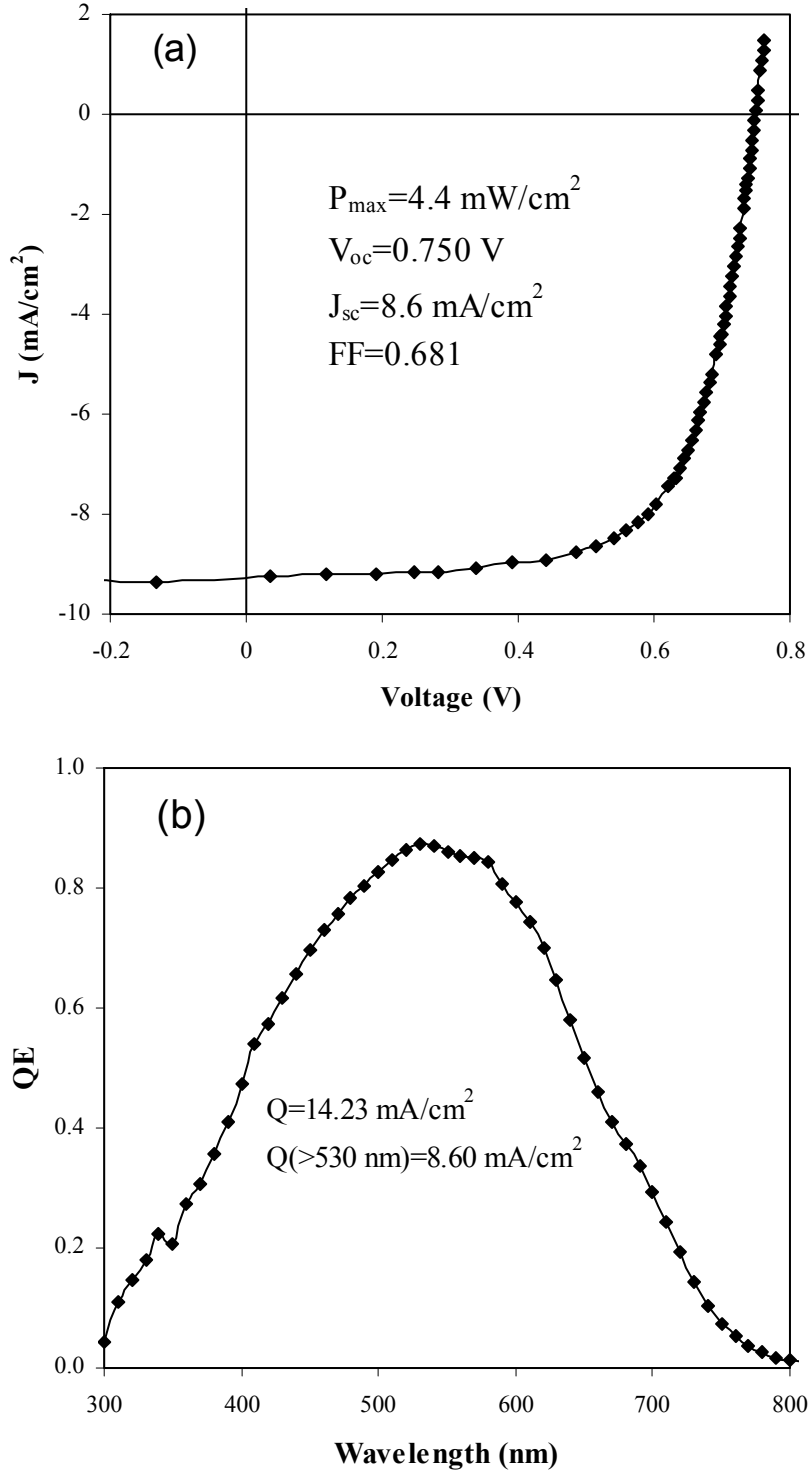 (a)
2
0
-2
-4
-6
-8
-10
J (mA/cm²)
P_max=4.4 mW/cm²
V_oc=0.750 V
J_sc=8.6 mA/cm²
FF=0.681
-0.2 0 0.2 0.4 0.6 0.8
Voltage (V)
(b)
1.0
0.8
0.6
0.4
0.2
0.0
QE
Q=14.23 mA/cm²
Q(>530 nm)=8.60 mA/cm²
300 400 500 600 700 800
Wavelength (nm)